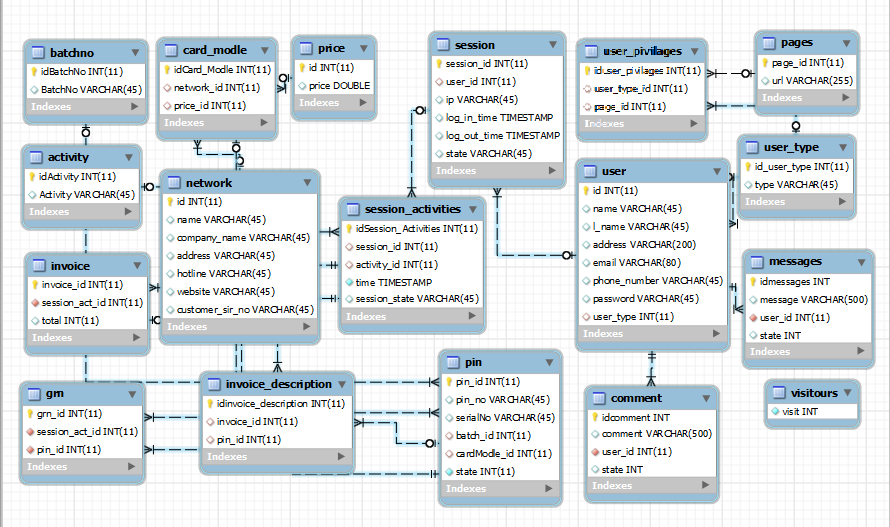 batchno
idBatchNo INT(11)
BatchNo VARCHAR(45)
Indexes
card_modle
idCard_Modle INT(11)
network_id INT(11)
price_id INT(11)
Indexes
price
id INT(11)
price DOUBLE
Indexes
session
session_id INT(11)
user_id INT(11)
ip VARCHAR(45)
log_in_time TIMESTAMP
log_out_time TIMESTAMP
state VARCHAR(45)
Indexes
user_pivilages
iduser_pivilages INT(11)
user_type_id INT(11)
page_id INT(11)
Indexes
pages
page_id INT(11)
url VARCHAR(255)
Indexes
activity
idActivity INT(11)
Activity VARCHAR(45)
Indexes
network
id INT(11)
name VARCHAR(45)
company_name VARCHAR(45)
address VARCHAR(45)
hotline VARCHAR(45)
website VARCHAR(45)
customer_sir_no VARCHAR(45)
Indexes
session_activities
idSession_Activities INT(11)
session_id INT(11)
activity_id INT(11)
time TIMESTAMP
session_state VARCHAR(45)
Indexes
user
id INT(11)
name VARCHAR(45)
l_name VARCHAR(45)
address VARCHAR(200)
email VARCHAR(80)
phone_number VARCHAR(45)
password VARCHAR(45)
user_type INT(11)
Indexes
user_type
id_user_type INT(11)
type VARCHAR(45)
Indexes
invoice
invoice_id INT(11)
session_act_id INT(11)
total INT(11)
Indexes
messages
idmessages INT
message VARCHAR(500)
user_id INT(11)
state INT
Indexes
grn
grn_id INT(11)
session_act_id INT(11)
pin_id INT(11)
Indexes
invoice_description
idinvoice_description INT(11)
invoice_id INT(11)
pin_id INT(11)
Indexes
pin
pin_id INT(11)
pin_no VARCHAR(45)
serialNo VARCHAR(45)
batch_id INT(11)
cardModle_id INT(11)
state INT(11)
Indexes
comment
idcomment INT
comment VARCHAR(500)
user_id INT(11)
state INT
Indexes
visitours
visit INT